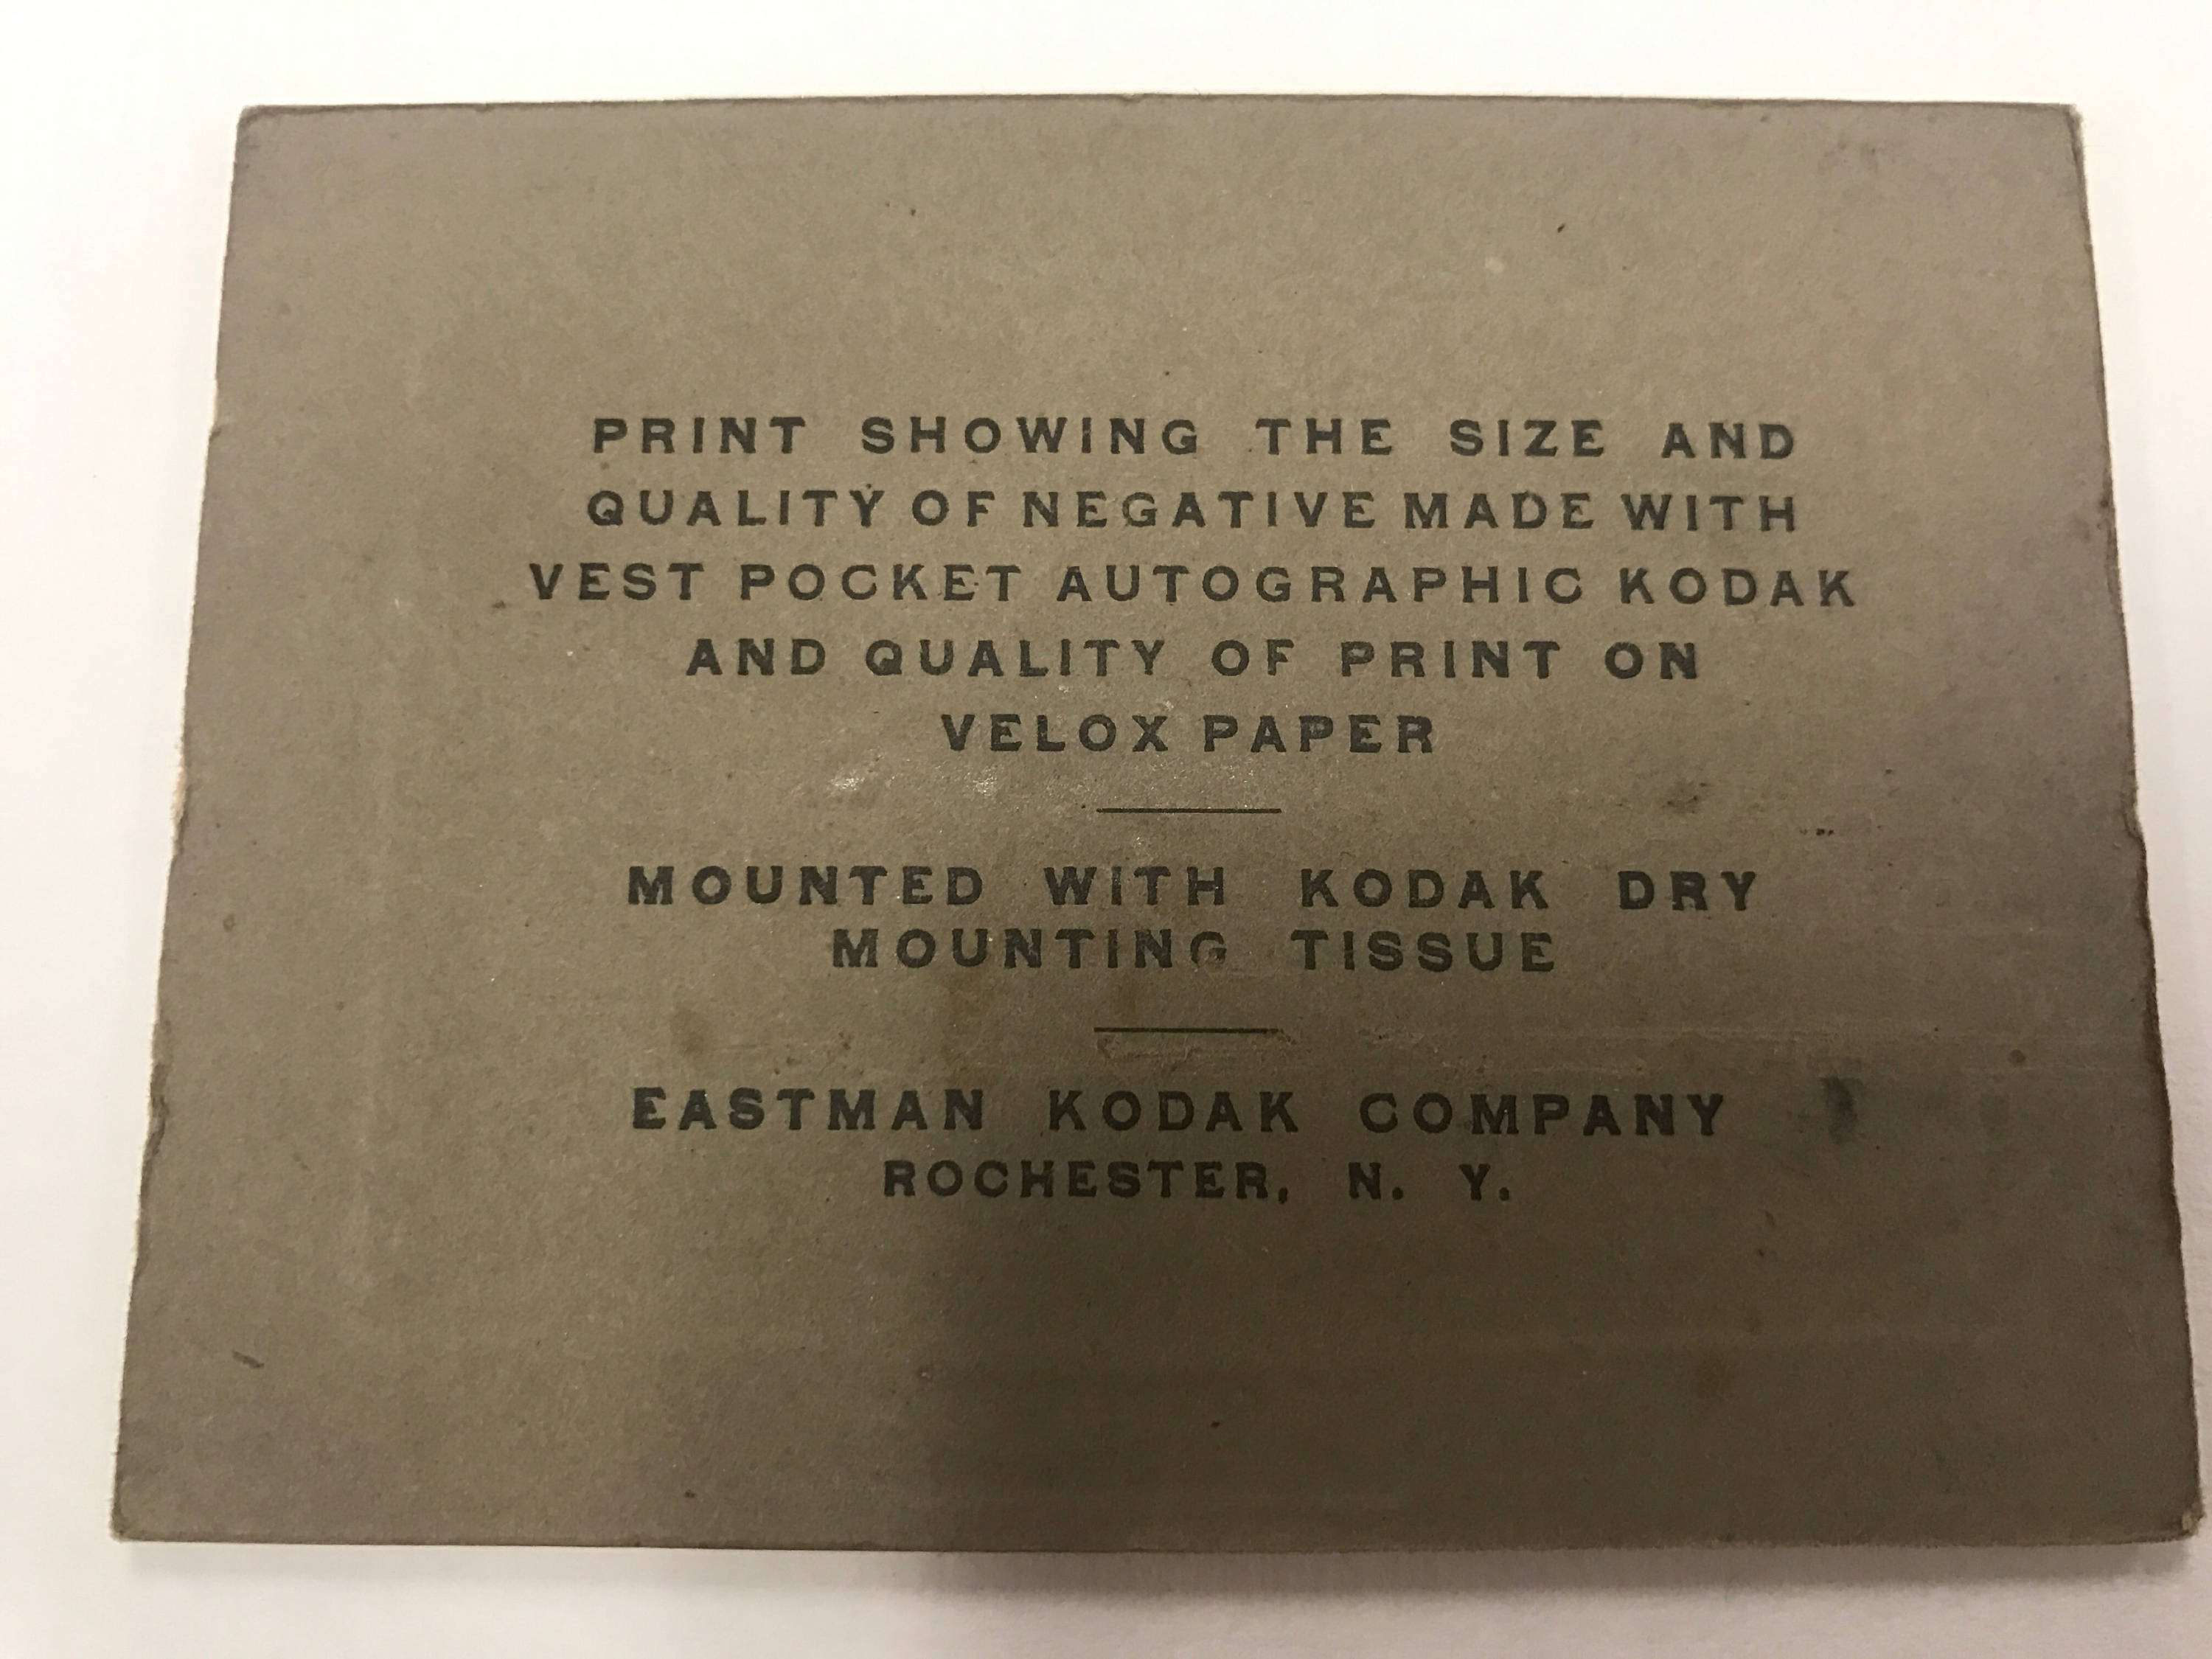 PRINT SHOWING THE SIZE AND
QUALITY OF NEGATIVE MADE WITH
VEST POCKET AUTOGRAPHIC KODAK
AND QUALITY OF PRINT ON
VELOX PAPER
MOUNTED WITH KODAK DRY
MOUNTING TISSUE
EASTMAN KODAK COMPANY
ROCHESTER, N. Y.